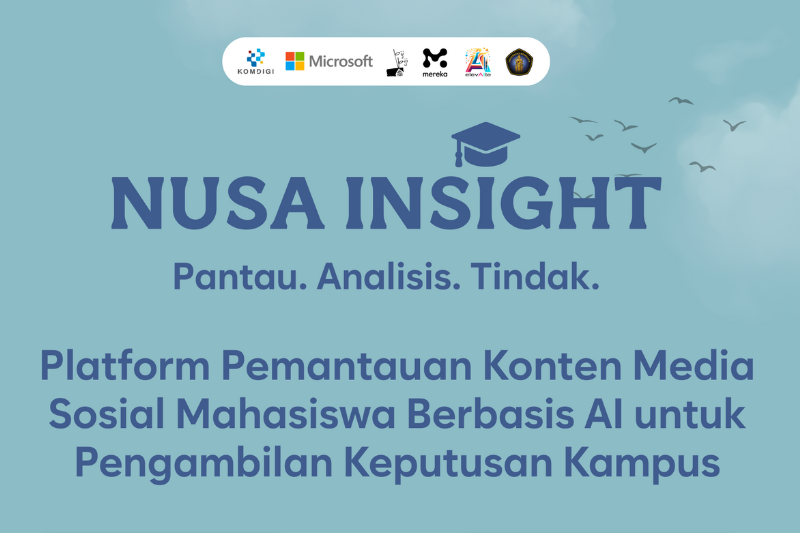 KOMDIGI
Microsoft
mereka
elevAIte
NUSA INSIGHT
Pantau. Analisis. Tindak.
Platform Pemantauan Konten Media
Sosial Mahasiswa Berbasis AI untuk
Pengambilan Keputusan Kampus